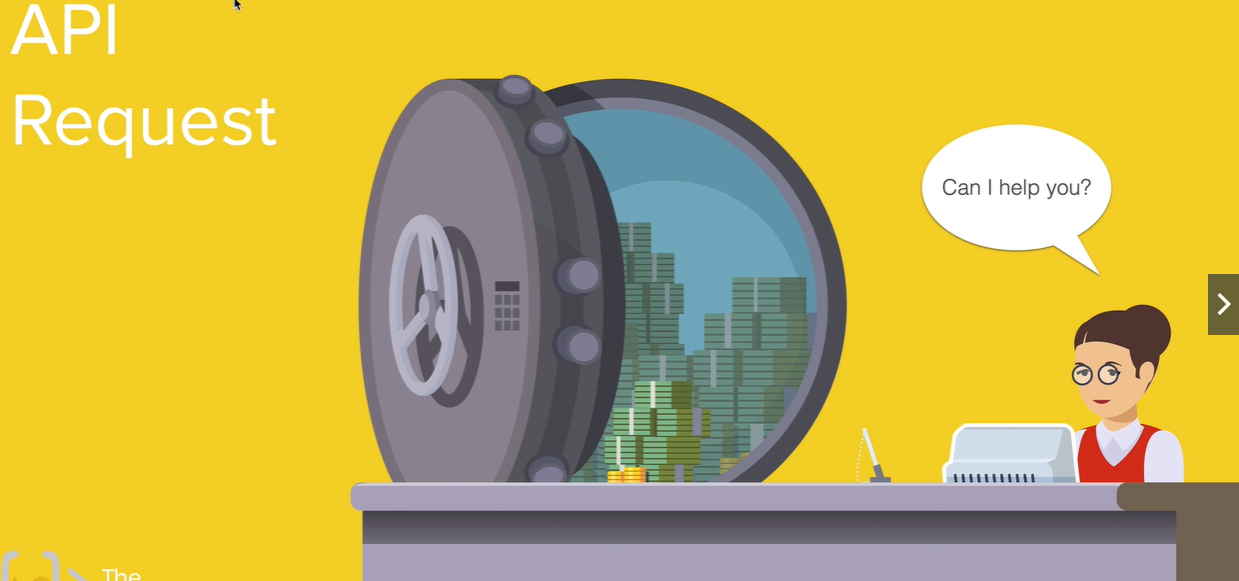 API
Request
Can I help you?
The